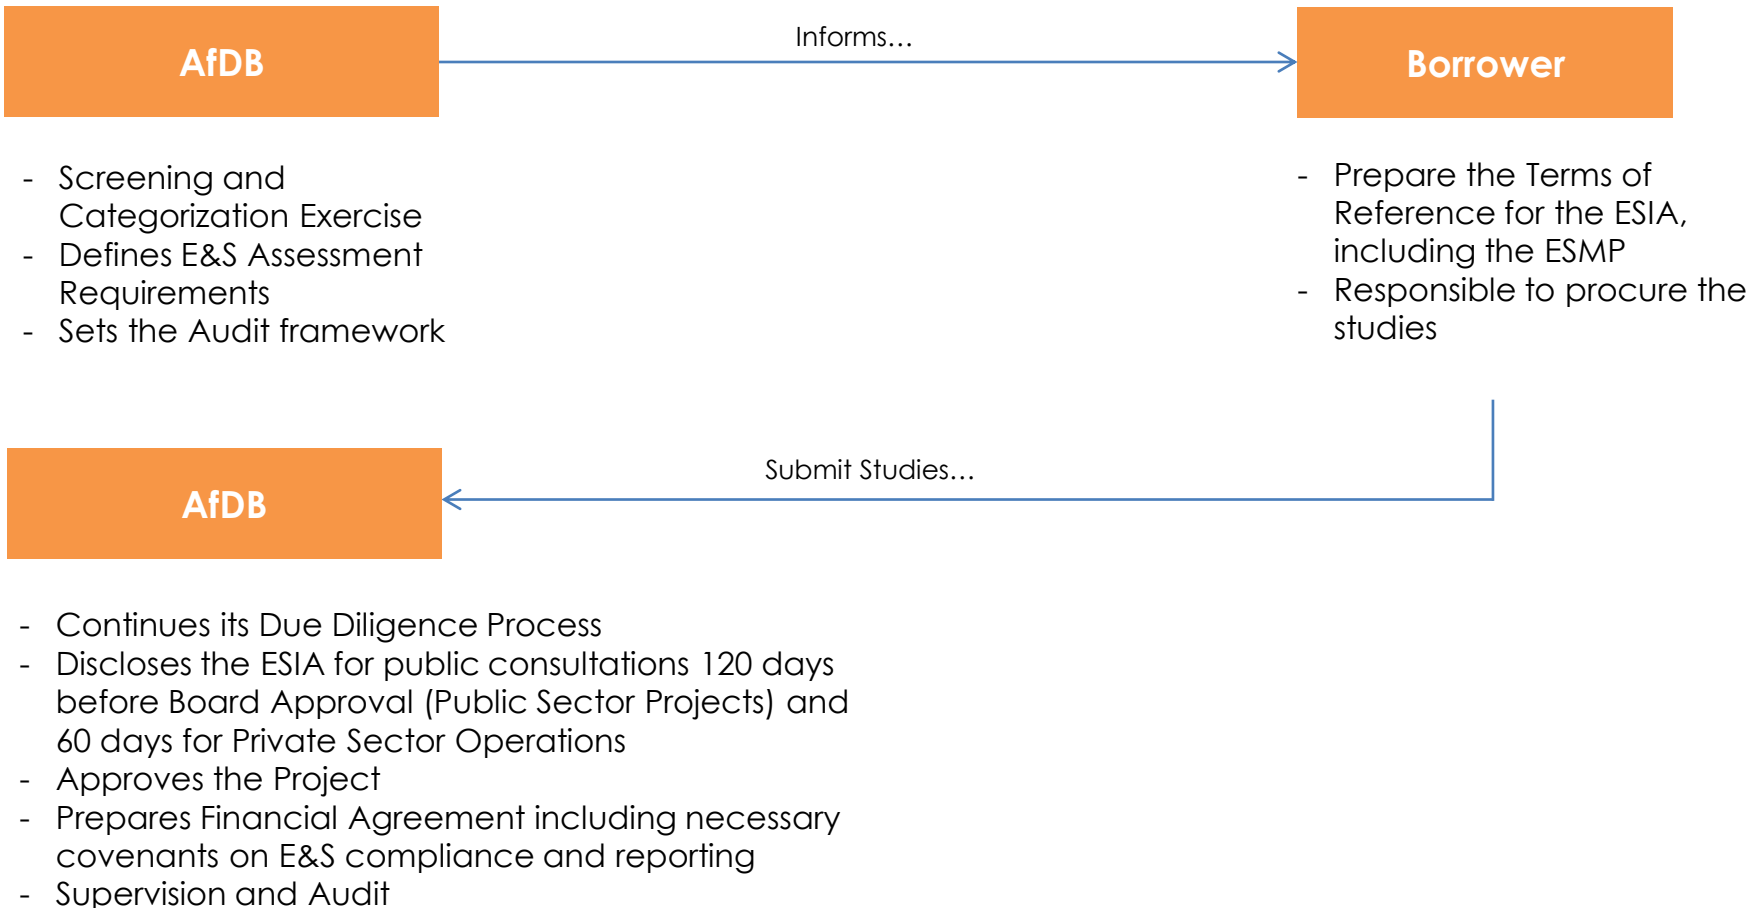 AfDB
Informs...
Borrower
- Screening and
Categorization Exercise
- Defines E&S Assessment
Requirements
- Sets the Audit framework
- Prepare the Terms of
Reference for the ESIA,
including the ESMP
- Responsible to procure the
studies
Submit Studies...
AfDB
- Continues its Due Diligence Process
- Discloses the ESIA for public consultations 120 days
before Board Approval (Public Sector Projects) and
60 days for Private Sector Operations
- Approves the Project
- Prepares Financial Agreement including necessary
covenants on E&S compliance and reporting
- Supervision and Audit